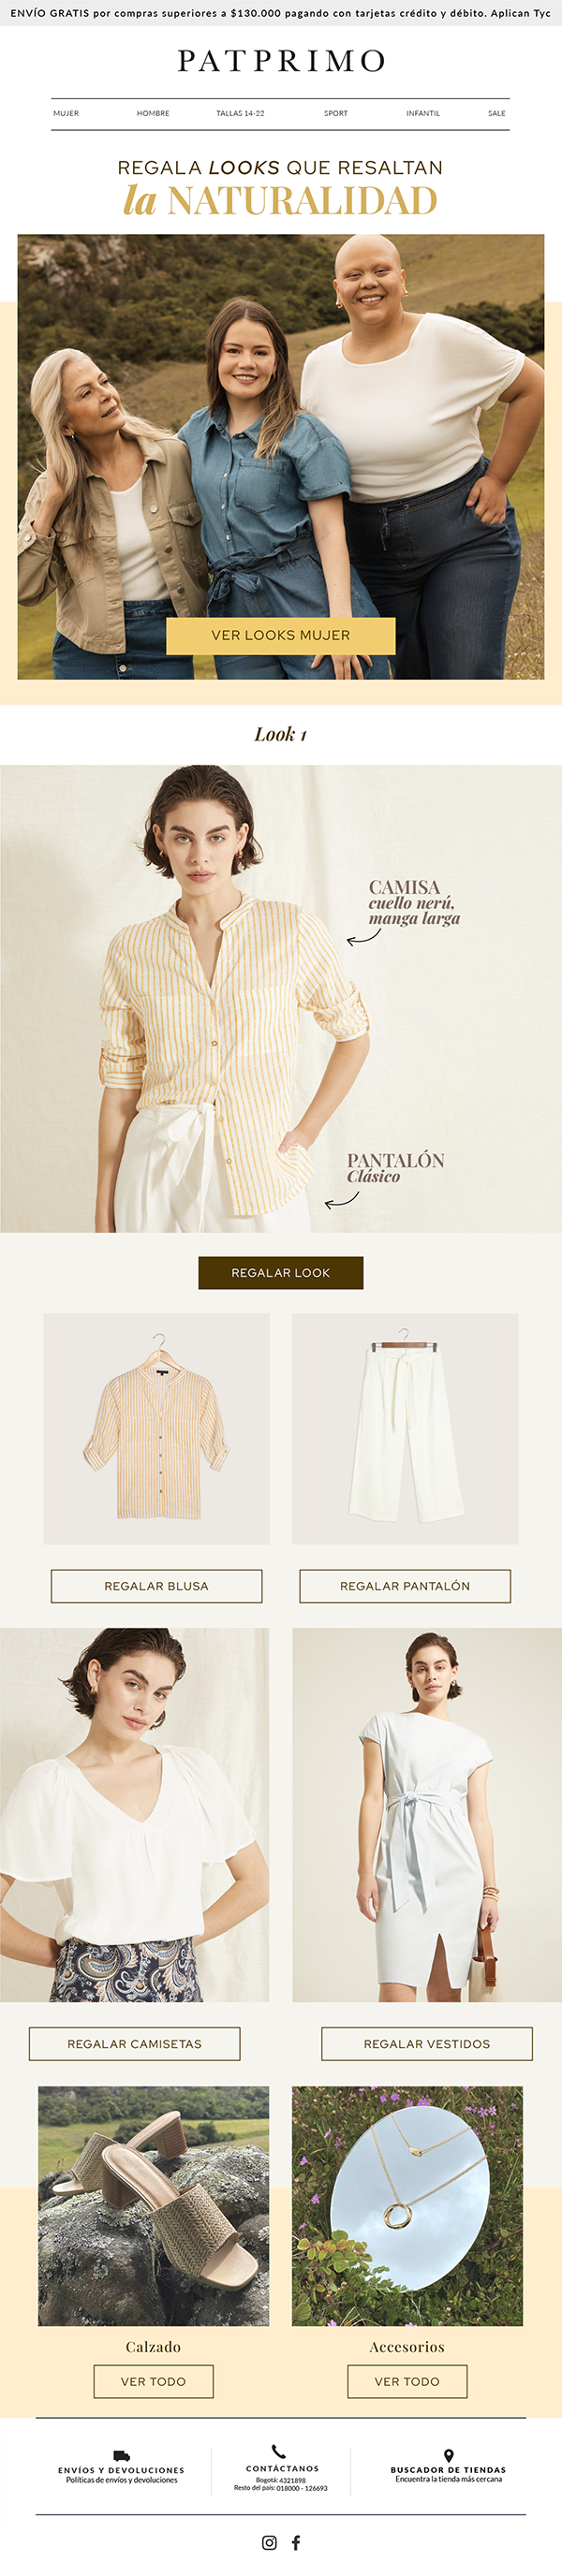 ENVÍO GRATIS por compras superiores a $130.000 pagando con tarjetas crédito y débito. Aplican Tyc
PATPRIMO
MUJER HOMBRE TALLAS 14-22 SPORT INFANTIL SALE
REGALA LOOKS QUE RESALTAN
la NATURALIDAD
VER LOOKS MUJER
Look 1
CAMISA
cuello nerú,
manga larga
PANTALÓN
Clásico
REGALAR LOOK
REGALAR BLUSA
REGALAR PANTALÓN
REGALAR CAMISETAS
REGALAR VESTIDOS
Calzado
VER TODO
Accesorios
VER TODO
ENVÍOS Y DEVOLUCIONES
Políticas de envíos y devoluciones
CONTÁCTANOS
Bogotá: 4321898
Resto del país: 018000 - 126693
BUSCADOR DE TIENDAS
Encuentra la tienda más cercana